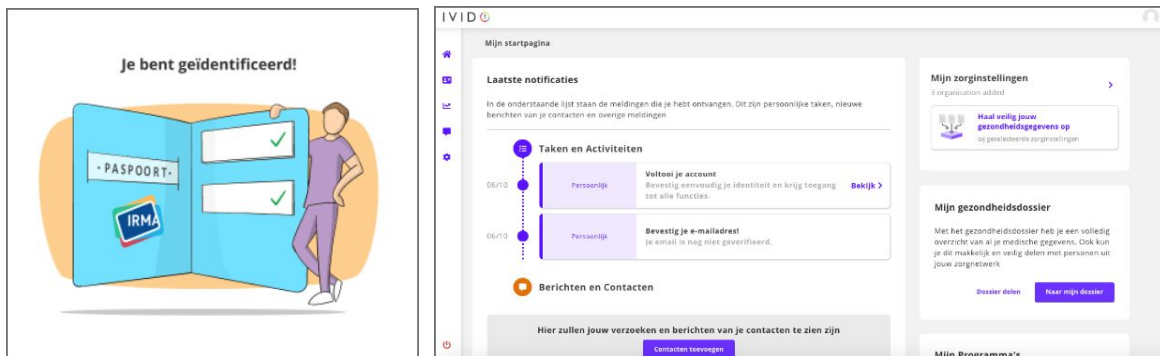 Je bent geïdentificeerd!
· PASPOORT·
IRMA
IVIDO
Mijn startpagina
Laatste notificaties
In de onderstaande lijst staan de meldingen die je hebt ontvangen. Dit zijn persoonlijke taken, nieuwe
berichten van je contacten en overige meldingen
Taken en Activiteiten
06/10
Persoonlijk
Voltooi je account
Bevestig eenvoudig je identiteit en krijg toegang
tot alle functies.
Bekijk >
06/10
Persoonlijk
Bevestig je e-mailadres!
Je email is nog niet geverifieerd.
Berichten en Contacten
Hier zullen jouw verzoeken en berichten van je contacten te zien zijn
Contacten toevoegen
Mijn zorginstellingen
3 organisation added
Haal veilig jouw
gezondheidsgegevens op
bij geselecteerde zorginstellingen
Mijn gezondheidsdossier
Met het gezondheidsdossier heb je een volledig
overzicht van al je medische gegevens. Ook kun
je dit makkelijk en veilig delen met personen uit
jouw zorgnetwerk
Dossier delen
Naar mijn dossier
Mijn Programma's